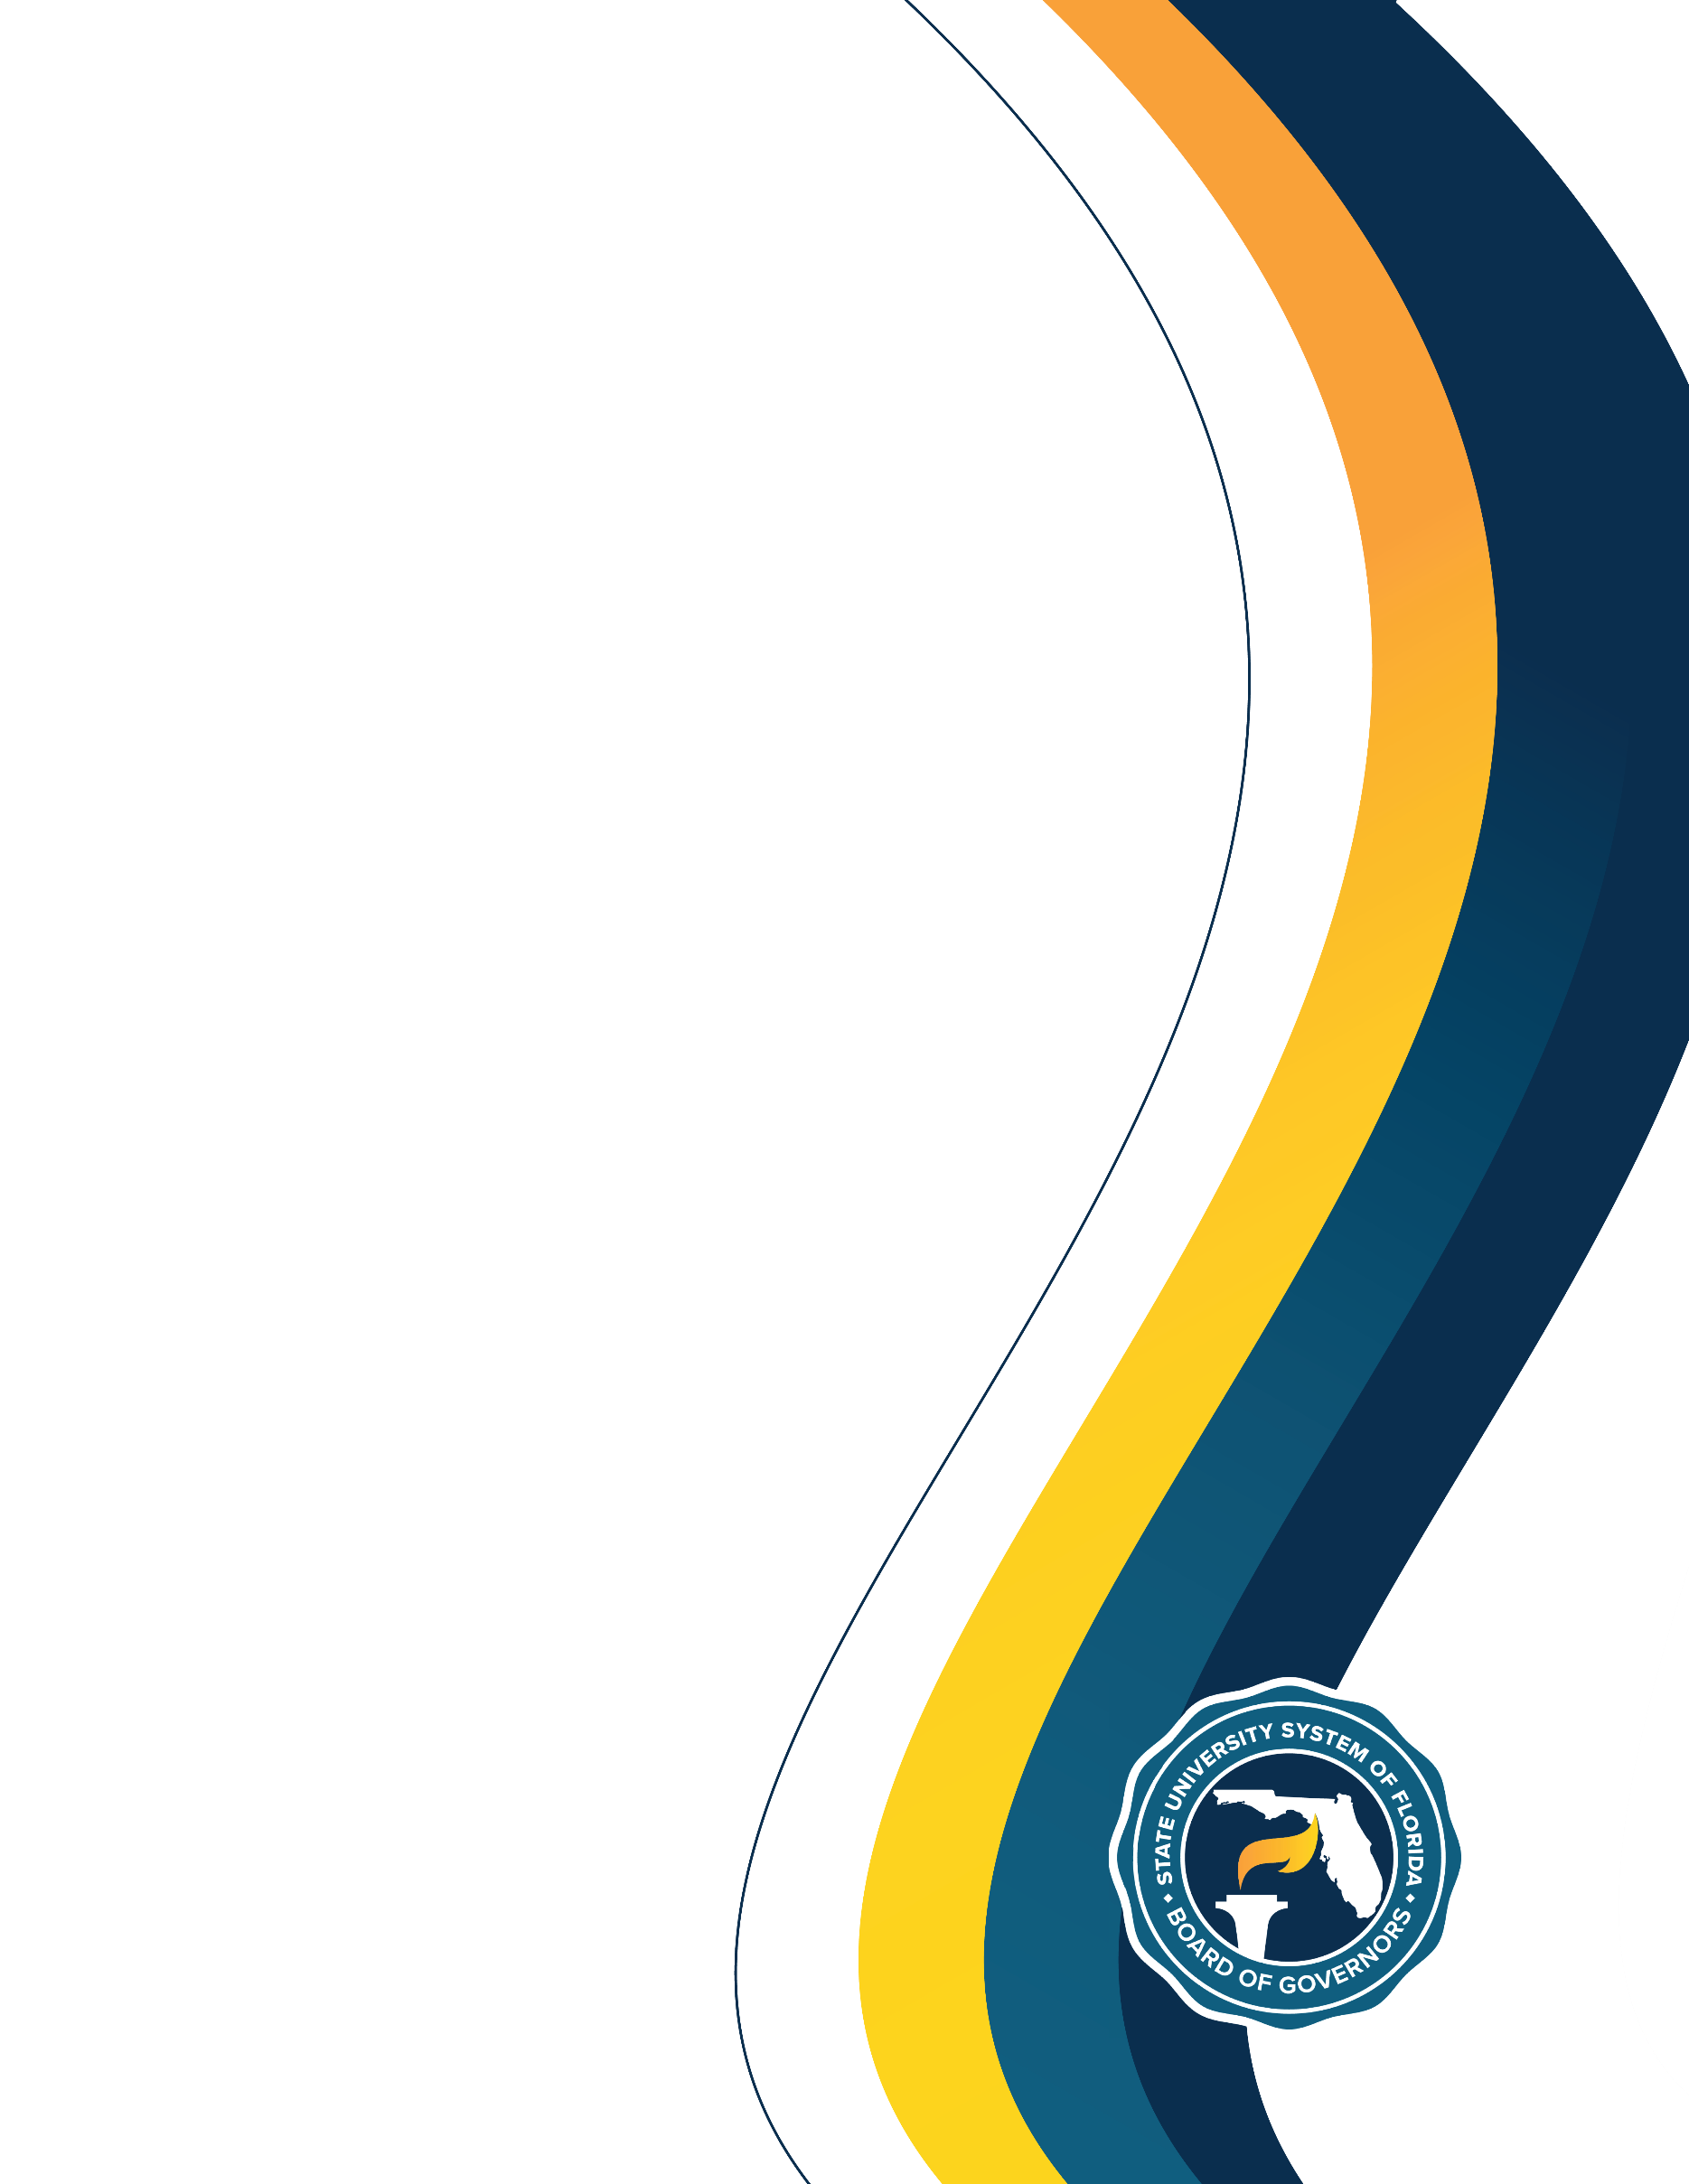 STATE UNIVERSITY SYSTEM OF FLORIDA
BOARD OF GOVERNORS